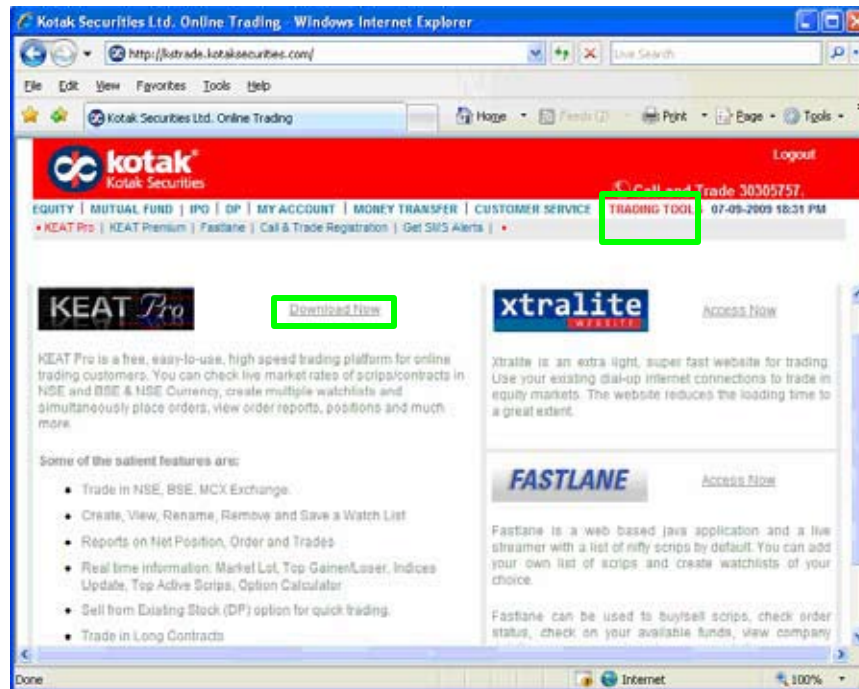 Kotak Securities Ltd. Online Trading - Windows Internet Explorer
http://kstrade.kotaksecurities.com/
Live Search
File Edit View Favorites Tools Help
Kotak Securities Ltd. Online Trading
Home Feeds (J) Print Page Tools
kotak
Kotak Securities
Logout
Call and Trade 30305757.
EQUITY | MUTUAL FUND | IPO | DP | MY ACCOUNT | MONEY TRANSFER | CUSTOMER SERVICE TRADING TOOLS 07-09-2009 18:31 PM
• KEAT Pro | KEAT Premium | Fastlane | Call & Trade Registration | Get SMS Alerts | •
KEAT Pro
Download Now
KEAT Pro is a free, easy-to-use, high speed trading platform for online
trading customers. You can check live market rates of scrips/contracts in
NSE and BSE & NSE Currency, create multiple watchlists and
simultaneously place orders, view order reports, positions and much
more.
Some of the salient features are:
• Trade in NSE, BSE, MCX Exchange.
• Create, View, Rename, Remove and Save a Watch List
• Reports on Net Position, Order and Trades
• Real time information: Market Lot, Top Gainer/Loser, Indices
Update, Top Active Scrips, Option Calculator
• Sell from Existing Stock (DP) option for quick trading.
• Trade in Long Contracts
xtralite
WEBSITE
Access Now
Xtralite is an extra light, super fast website for trading.
Use your existing dial-up internet connections to trade in
equity markets. The website reduces the loading time to
a great extent.
FASTLANE
Access Now
Fastlane is a web based java application and a live
streamer with a list of nifty scrips by default. You can add
your own list of scrips and create watchlists of your
choice.
Fastlane can be used to buy/sell scrips, check order
status, check on your available funds, view company
Done
Internet
100%